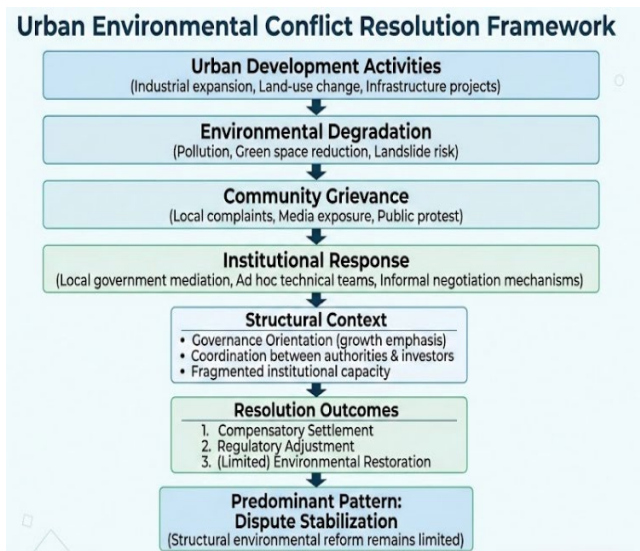 Urban Environmental Conflict Resolution Framework
Urban Development Activities
(Industrial expansion, Land-use change, Infrastructure projects)
Environmental Degradation
(Pollution, Green space reduction, Landslide risk)
Community Grievance
(Local complaints, Media exposure, Public protest)
Institutional Response
(Local government mediation, Ad hoc technical teams, Informal negotiation mechanisms)
Structural Context
• Governance Orientation (growth emphasis)
• Coordination between authorities & investors
• Fragmented institutional capacity
Resolution Outcomes
1. Compensatory Settlement
2. Regulatory Adjustment
3. (Limited) Environmental Restoration
Predominant Pattern:
Dispute Stabilization
(Structural environmental reform remains limited)